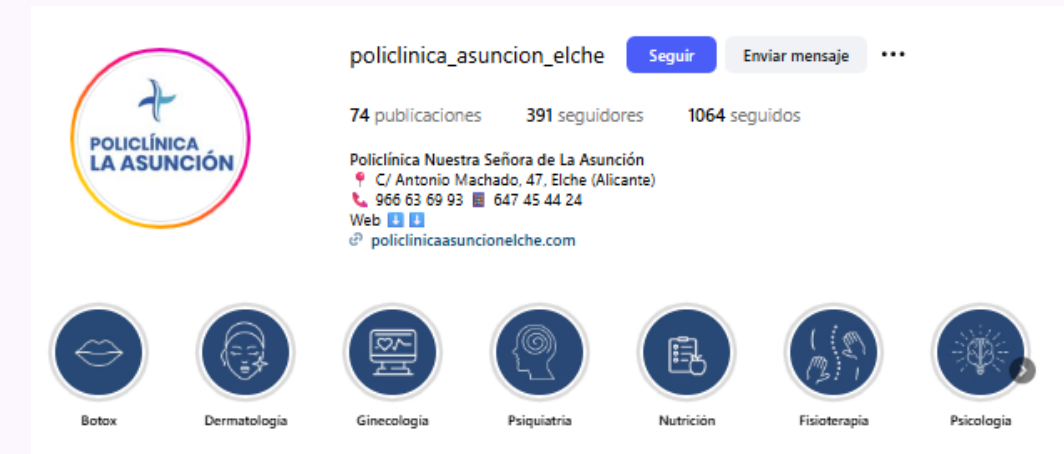 policlinica_asuncion_elche Seguir Enviar mensaje
74 publicaciones 391 seguidores 1064 seguidos
POLICLÍNICA
LA ASUNCIÓN
Policlínica Nuestra Señora de La Asunción
C/ Antonio Machado, 47, Elche (Alicante)
966 63 69 93 647 45 44 24
Web
policlinicaasuncionelche.com
Botox Dermatología Ginecología Psiquiatria Nutrición Fisioterapia Psicología